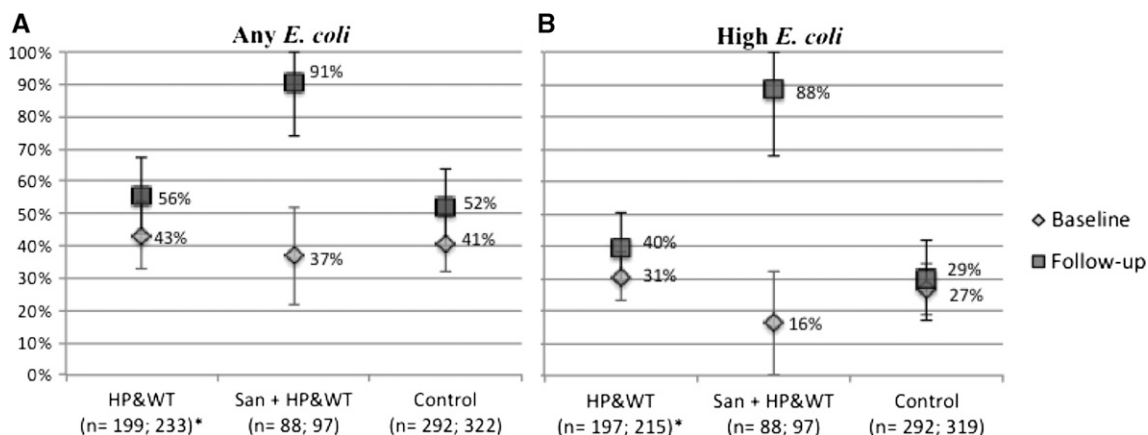 A
Any E. coli
100%
90%
80%
70%
60%
50%
40%
30%
20%
10%
0%
91%
56%
43%
37%
52%
41%
HP&WT
(n= 199; 233)*
San + HP&WT
(n= 88; 97)
Control
(n= 292; 322)
B
High E. coli
88%
40%
31%
16%
29%
27%
HP&WT
(n= 197; 215)*
San + HP&WT
(n= 88; 97)
Control
(n= 292; 319)
Baseline
Follow-up